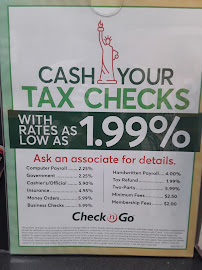 CASH YOUR
TAX CHECKS
WITH
RATES AS
LOW AS
1.99%
Ask an associate for details.
Computer Payroll ..... 2.25%
Government ..... 2.25%
Cashier's/Official ..... 5.90%
Insurance ..... 4.95%
Money Orders ..... 3.99%
Business Checks ..... 3.99%
Handwritten Payroll ..... 4.00%
Tax Refund ..... 1.99%
Two-Party ..... 3.99%
Minimum Fees ..... $2.50
Membership Fees ..... $2.50
Check n Go